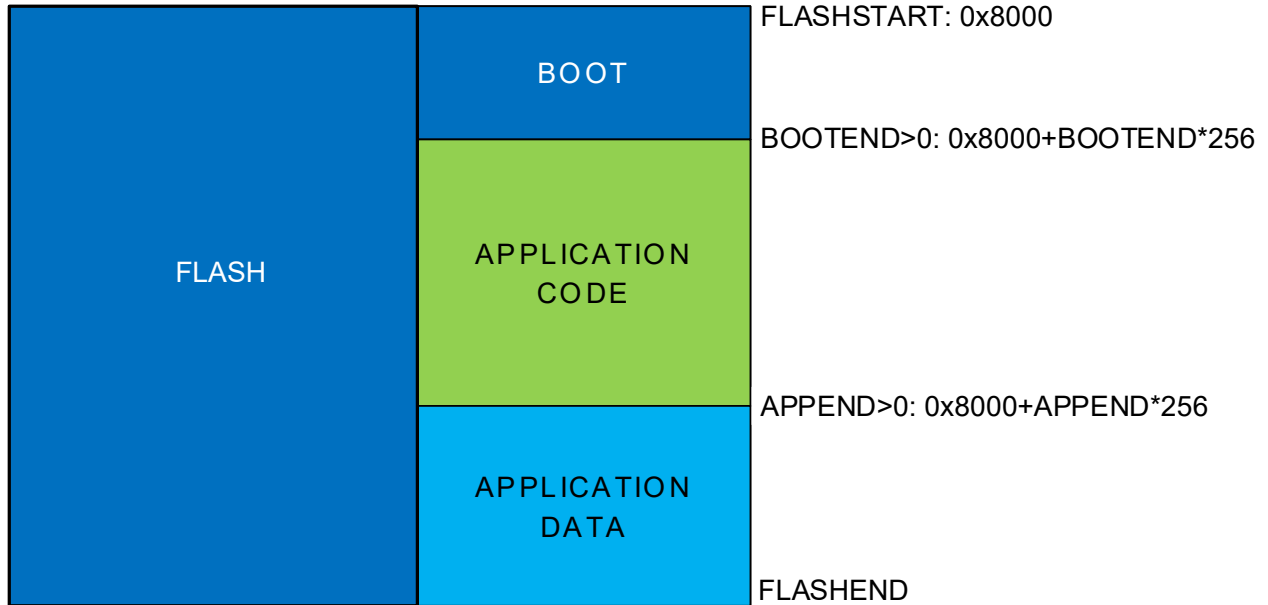 FLASHSTART: 0x8000
BOOT
BOOTEND>0: 0x8000+BOOTEND*256
FLASH
APPLICATION
CODE
APPEND>0: 0x8000+APPEND*256
APPLICATION
DATA
FLASHEND